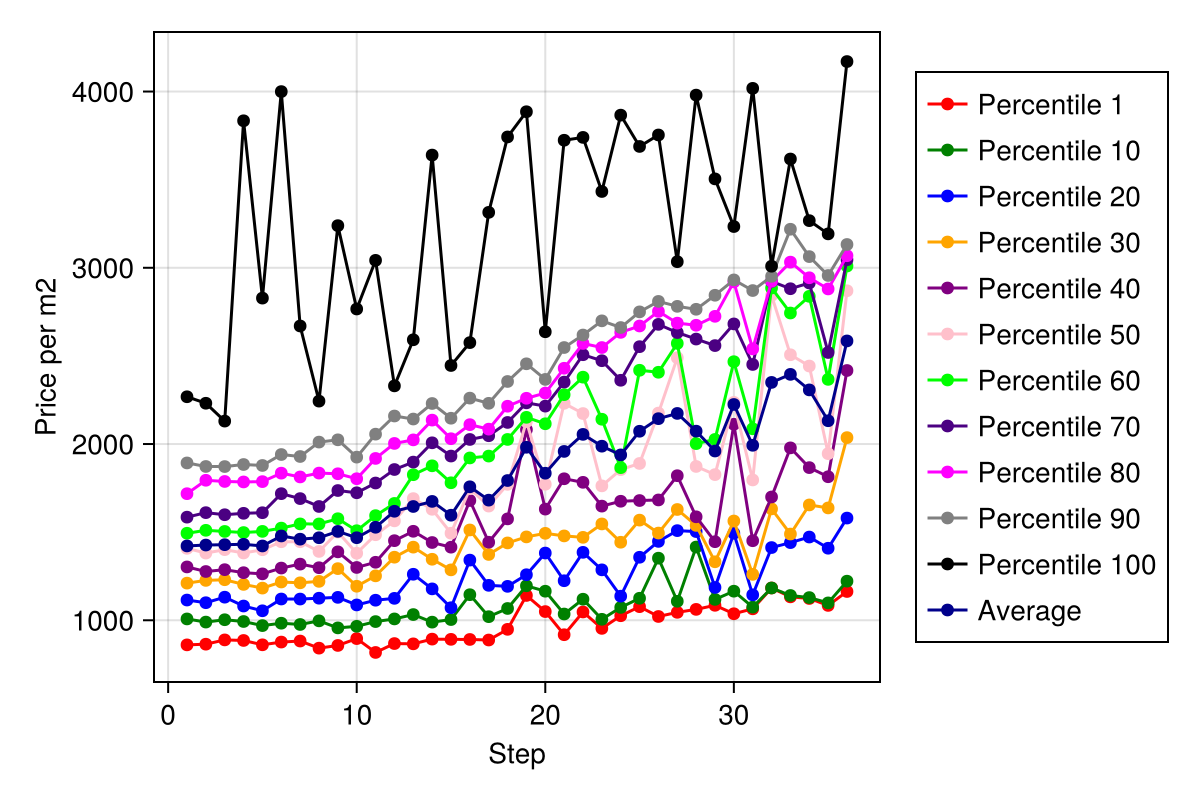 4000
3000
2000
1000
Price per m2
0 10 20 30
Step
Percentile 1
Percentile 10
Percentile 20
Percentile 30
Percentile 40
Percentile 50
Percentile 60
Percentile 70
Percentile 80
Percentile 90
Percentile 100
Average